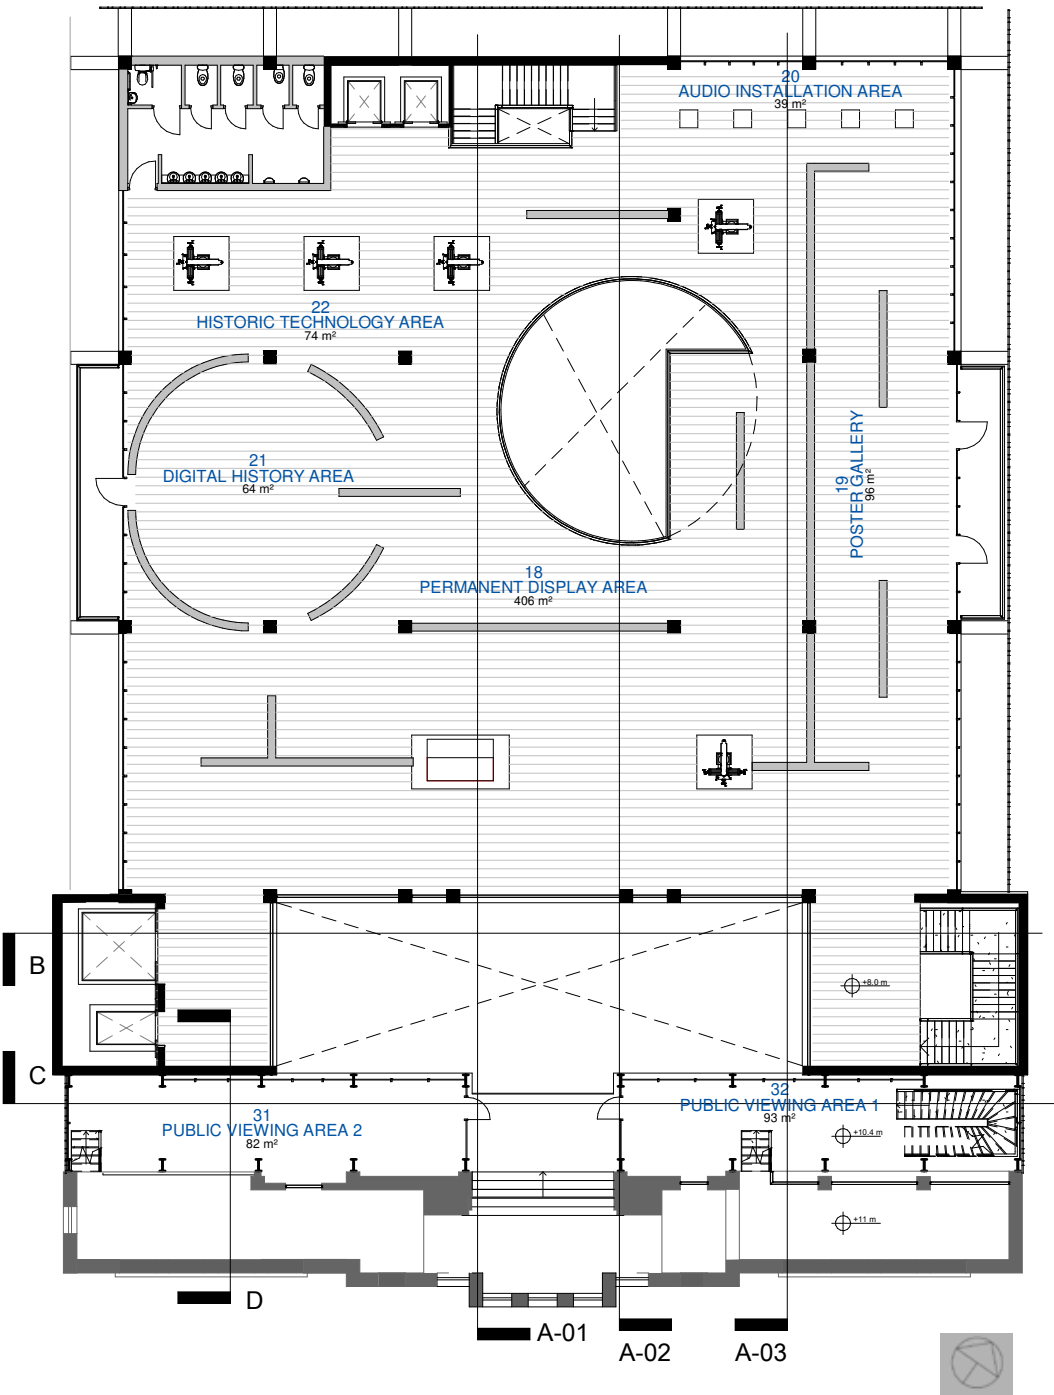 20
AUDIO INSTALLATION AREA
39 m²
22
HISTORIC TECHNOLOGY AREA
74 m²
21
DIGITAL HISTORY AREA
64 m²
19
POSTER GALLERY
96 m²
18
PERMANENT DISPLAY AREA
406 m²
B
+8.0 m
C
31
PUBLIC VIEWING AREA 2
82 m²
32
PUBLIC VIEWING AREA 1
93 m²
+10.4 m
+11 m
D
A-01
A-02
A-03